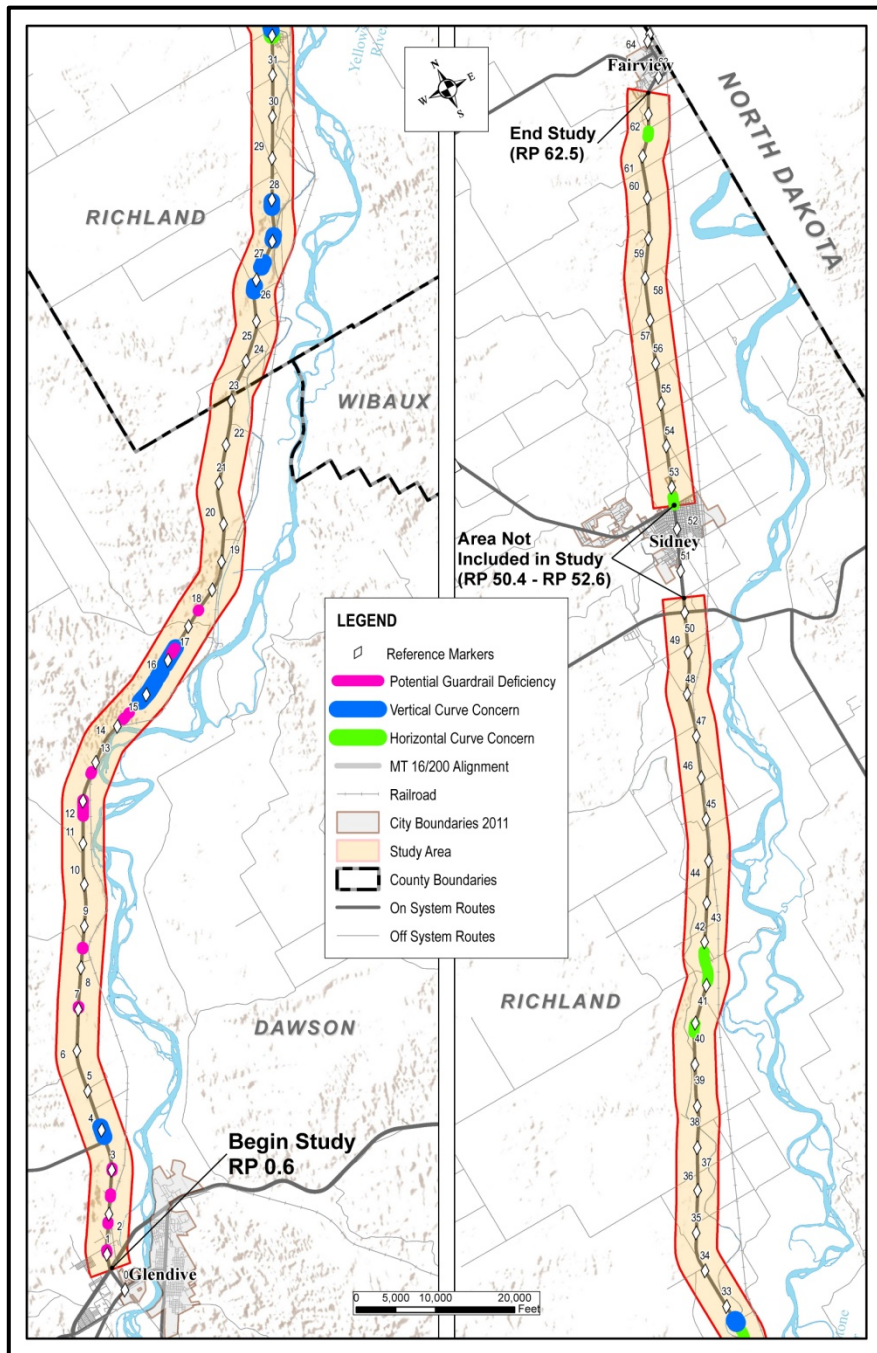 Yellow
River
31
30
29
28
27
26
25
24
23
22
21
20
19
18
17
16
15
14
13
12
11
10
9
8
7
6
5
4
3
2
1
0
RICHLAND
WIBAUX
DAWSON
Begin Study
RP 0.6
Glendive
N
E
S
W
0 5,000 10,000 20,000
Feet
LEGEND
Reference Markers
Potential Guardrail Deficiency
Vertical Curve Concern
Horizontal Curve Concern
MT 16/200 Alignment
Railroad
City Boundaries 2011
Study Area
County Boundaries
On System Routes
Off System Routes
64
Fairview
End Study
(RP 62.5)
NORTH DAKOTA
62
61
60
59
58
57
56
55
54
53
52
Sidney
51
Area Not
Included in Study
(RP 50.4 - RP 52.6)
50
49
48
47
46
45
44
43
42
41
40
39
38
37
36
35
34
33
RICHLAND